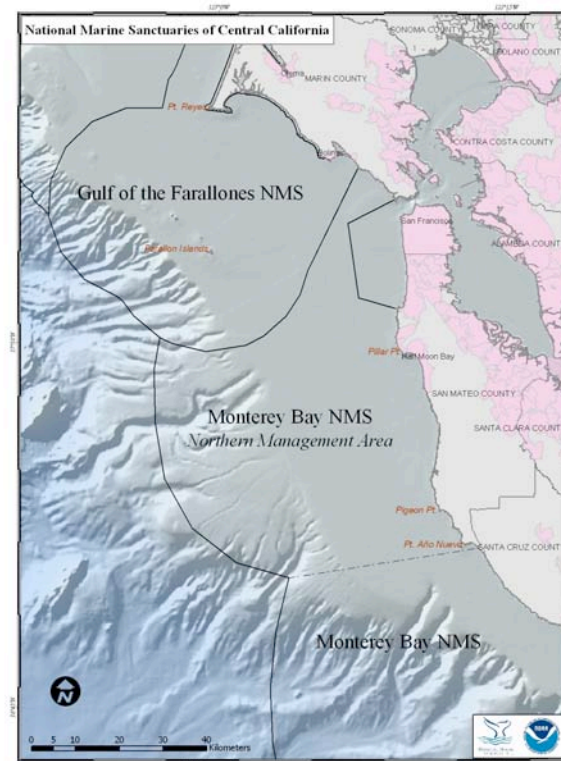 National Marine Sanctuaries of Central California
SONOMA COUNTY
SOLANO COUNTY
Pt. Reyes
MARIN COUNTY
CONTRA COSTA COUNTY
Gulf of the Farallones NMS
San Francisco
ALAMEDA COUNTY
Farallon Islands
Pillar Pt.
Half Moon Bay
SAN MATEO COUNTY
Monterey Bay NMS
Northern Management Area
SANTA CLARA COUNTY
Pigeon Pt.
Pt. Año Nuevo
SANTA CRUZ COUNT
Monterey Bay NMS
N
0 5 10 20 30 40
Kilometers